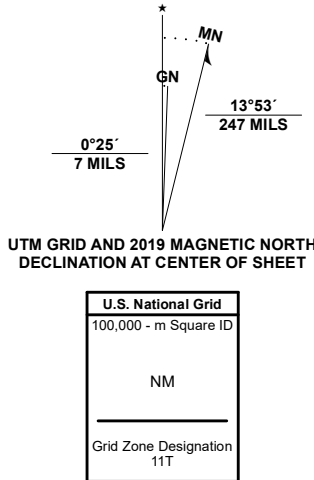 ★
MN
GN
13°53´
247 MILS
0°25´
7 MILS
UTM GRID AND 2019 MAGNETIC NORTH
DECLINATION AT CENTER OF SHEET
U.S. National Grid
100,000 - m Square ID
NM
Grid Zone Designation
11T